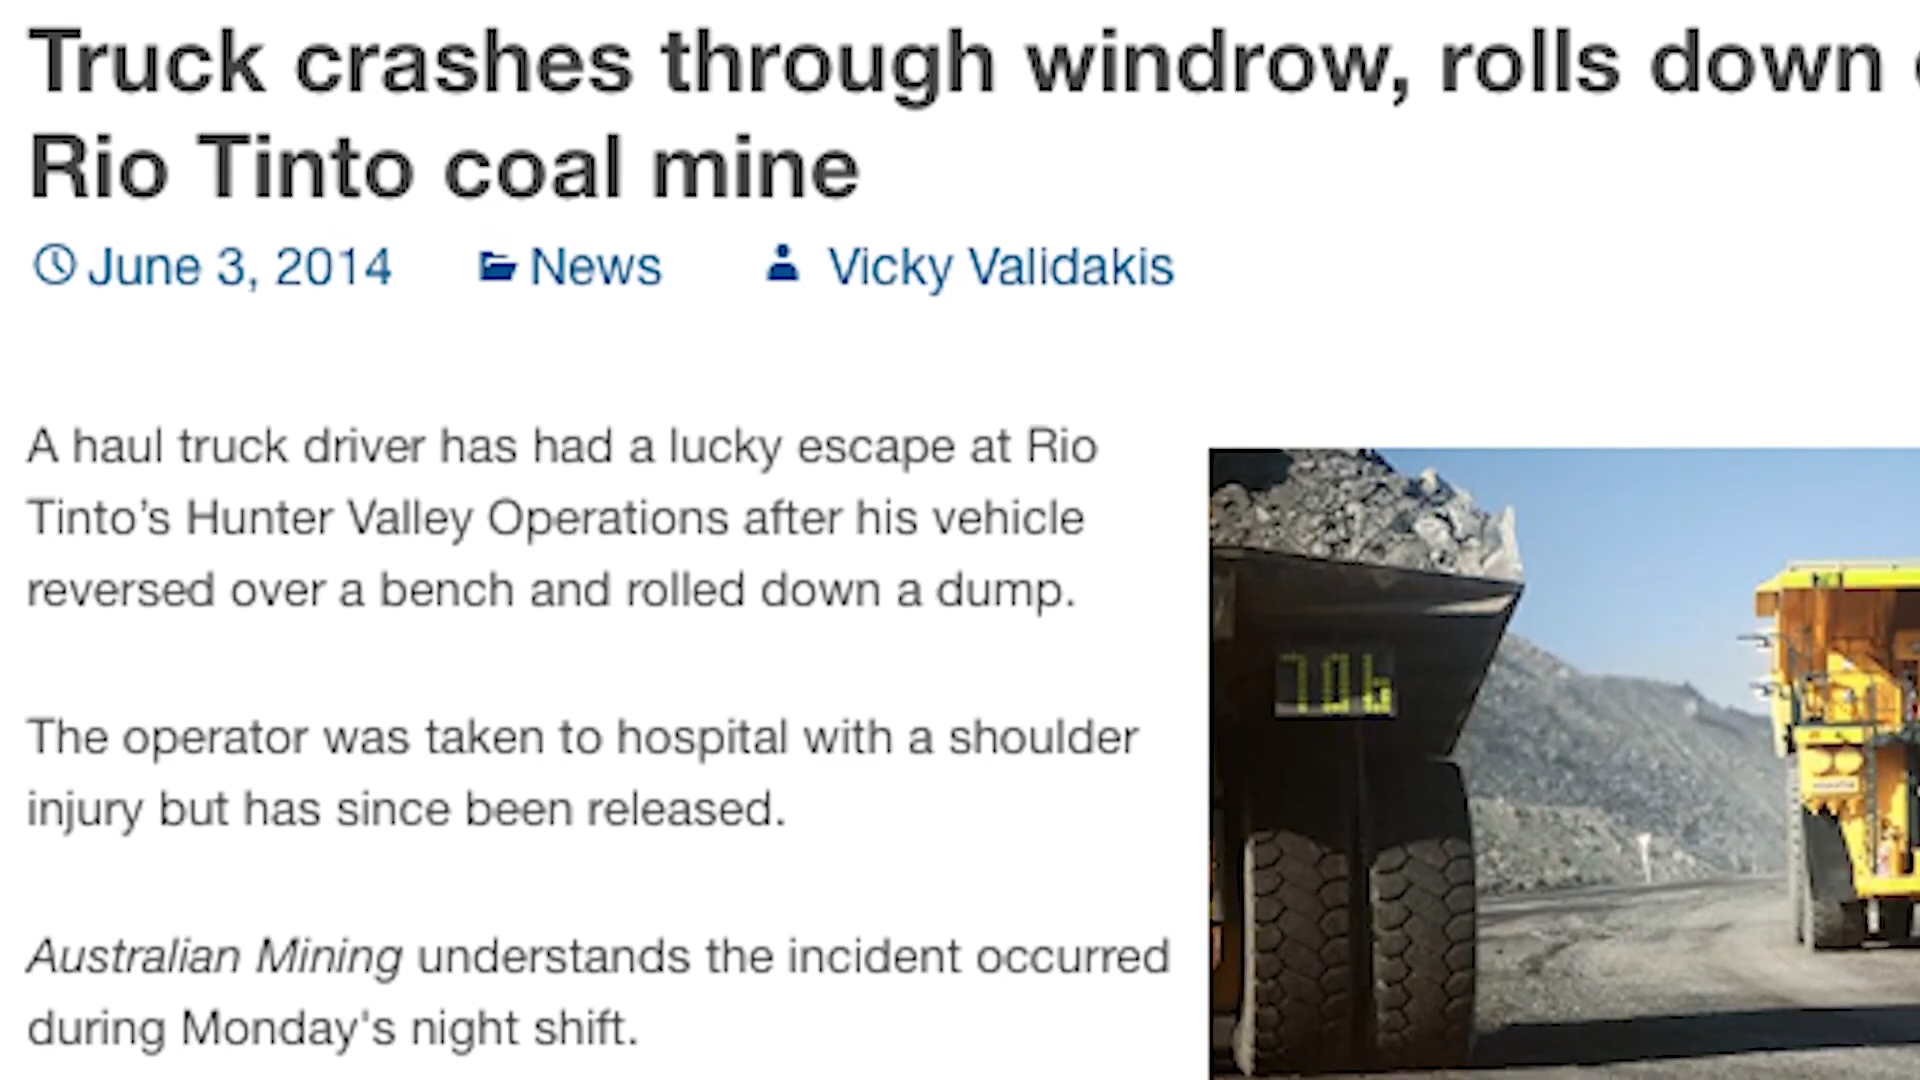 Truck crashes through windrow, rolls down
Rio Tinto coal mine
June 3, 2014 News Vicky Validakis
A haul truck driver has had a lucky escape at Rio
Tinto’s Hunter Valley Operations after his vehicle
reversed over a bench and rolled down a dump.
The operator was taken to hospital with a shoulder
injury but has since been released.
Australian Mining understands the incident occurred
during Monday's night shift.
706